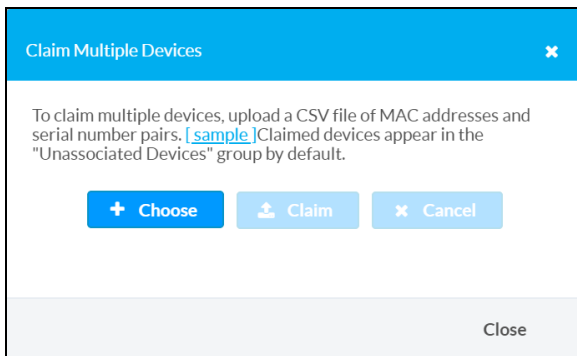 Claim Multiple Devices
To claim multiple devices, upload a CSV file of MAC addresses and
serial number pairs. [ sample ]Claimed devices appear in the
"Unassociated Devices" group by default.
Choose Claim Cancel
Close